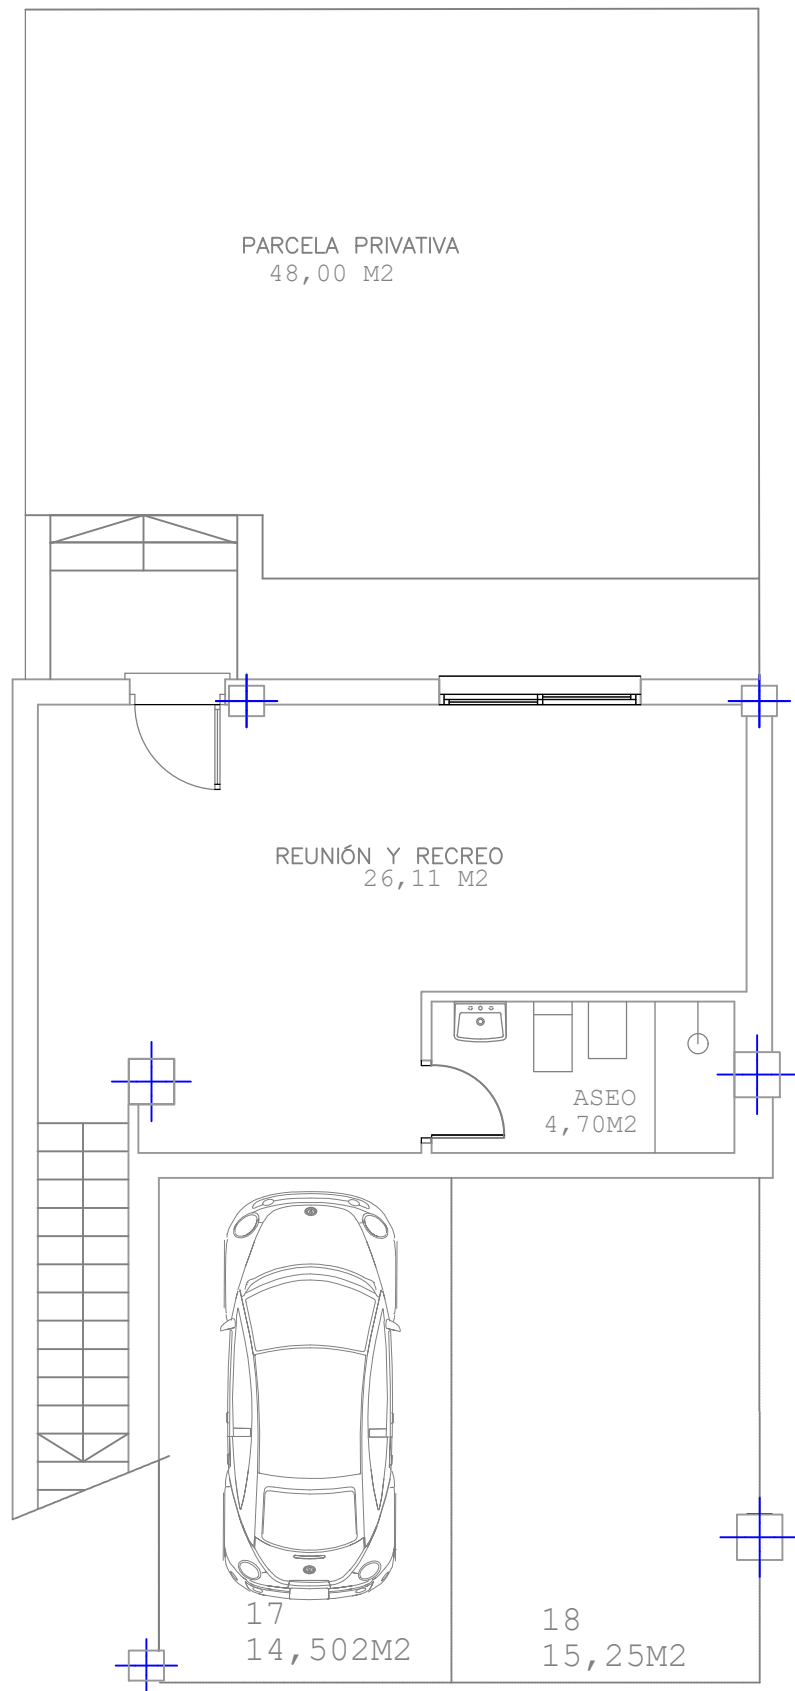 PARCELA PRIVATIVA
48,00 M2
REUNIÓN Y RECREO
26,11 M2
ASEO
4,70M2
17
14,502M2
18
15,25M2